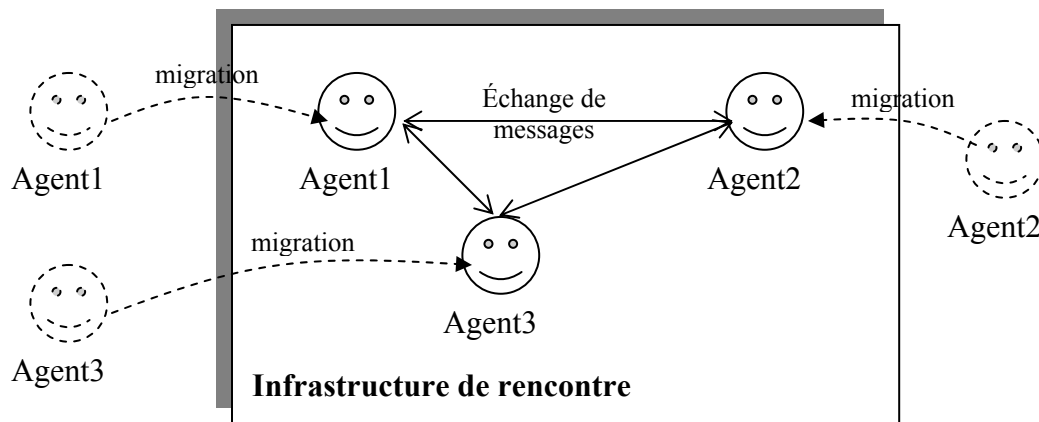 migration
Échange de
messages
migration
Agent1
Agent1
Agent2
Agent2
migration
Agent3
Agent3
Infrastructure de rencontre